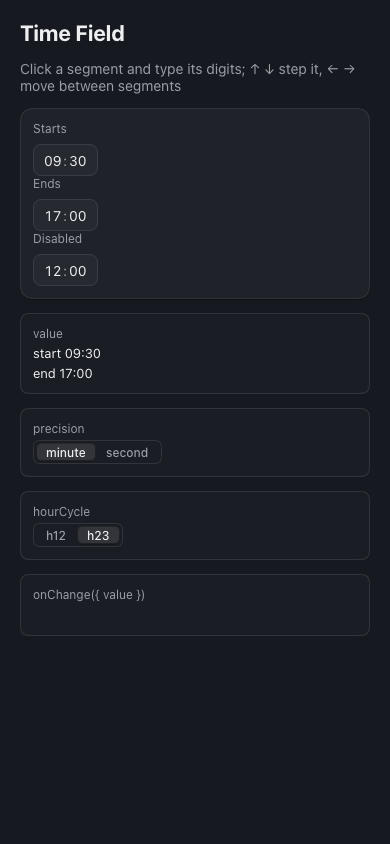 Time Field
Click a segment and type its digits; ↑ ↓ step it, ← →
move between segments
Starts
09:30
Ends
17:00
Disabled
12:00
value
start 09:30
end 17:00
precision
minute second
hourCycle
h12 h23
onChange({ value })